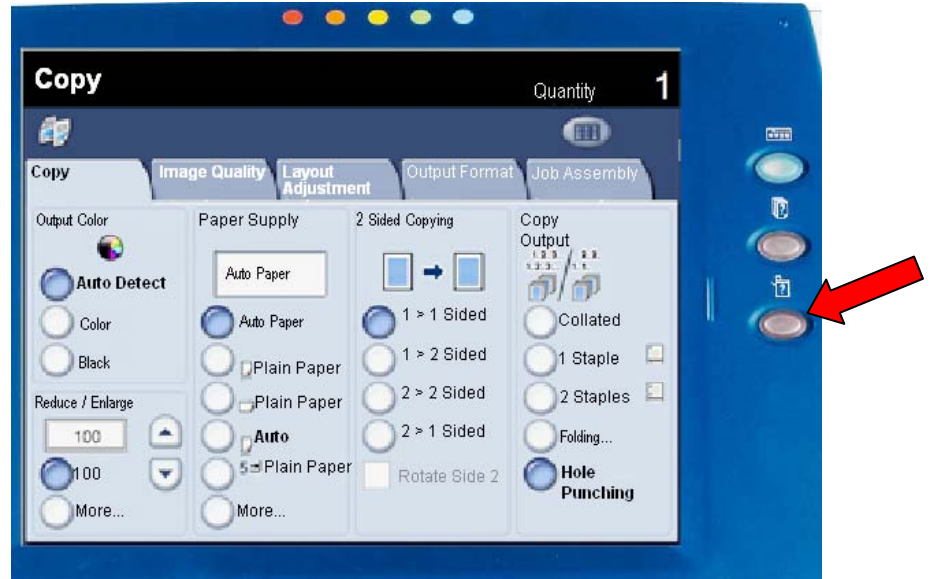 Copy
Quantity 1
Copy
Image Quality
Layout
Adjustment
Output Format
Job Assembly
Output Color
Auto Detect
Color
Black
Reduce / Enlarge
100
100
More...
Paper Supply
Auto Paper
Auto Paper
Plain Paper
Plain Paper
Auto
5 Plain Paper
More...
2 Sided Copying
1 > 1 Sided
1 > 2 Sided
2 > 2 Sided
2 > 1 Sided
Rotate Side 2
Copy
Output
Collated
1 Staple
2 Staples
Folding...
Hole
Punching